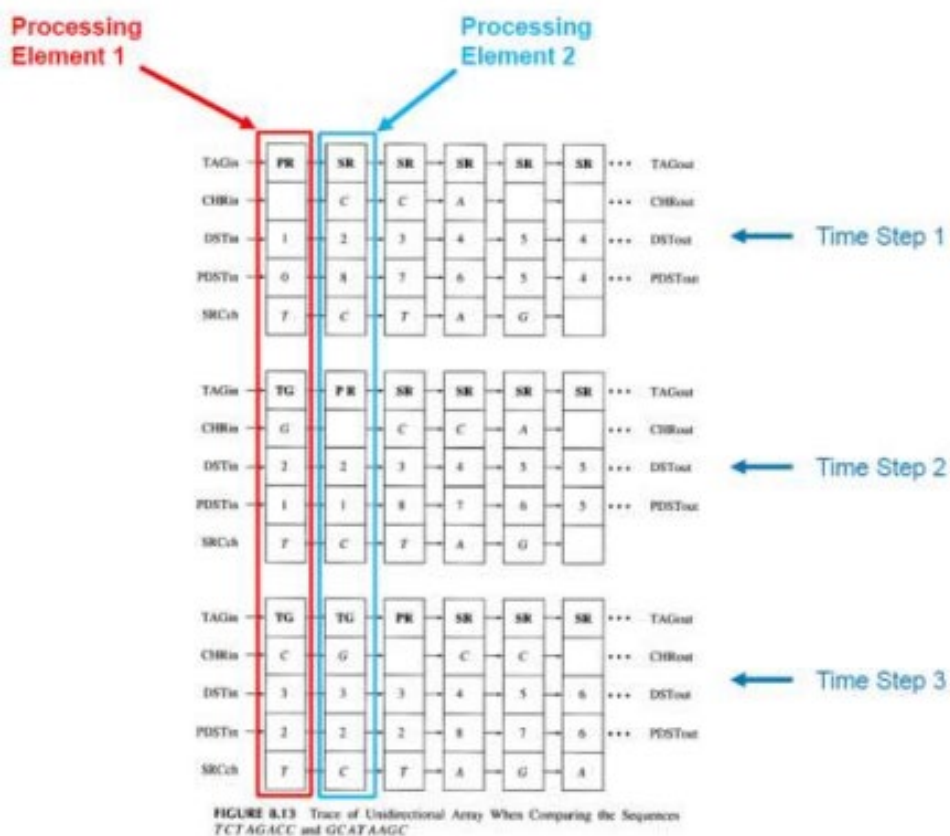 Processing Element 1
Processing Element 2
TAGin PR SR SR SR SR SR ... TAGout
CHRin C C A ... CHRout
DSTin 1 2 3 4 5 4 ... DSTout
PDSTin 0 8 7 6 5 4 ... PDSTout
SRCch T C T A G
Time Step 1
TAGin TG PR SR SR SR SR ... TAGout
CHRin G C C A ... CHRout
DSTin 2 2 3 4 5 5 ... DSTout
PDSTin 1 1 8 7 6 5 ... PDSTout
SRCch T C T A G
Time Step 2
TAGin TG TG PR SR SR SR ... TAGout
CHRin C G C C ... CHRout
DSTin 3 3 3 4 5 6 ... DSTout
PDSTin 2 2 2 8 7 6 ... PDSTout
SRCch T C T A G A
Time Step 3
FIGURE 8.13 Trace of Unidirectional Array When Comparing the Sequences
TCTAGACC and GCATAAGC